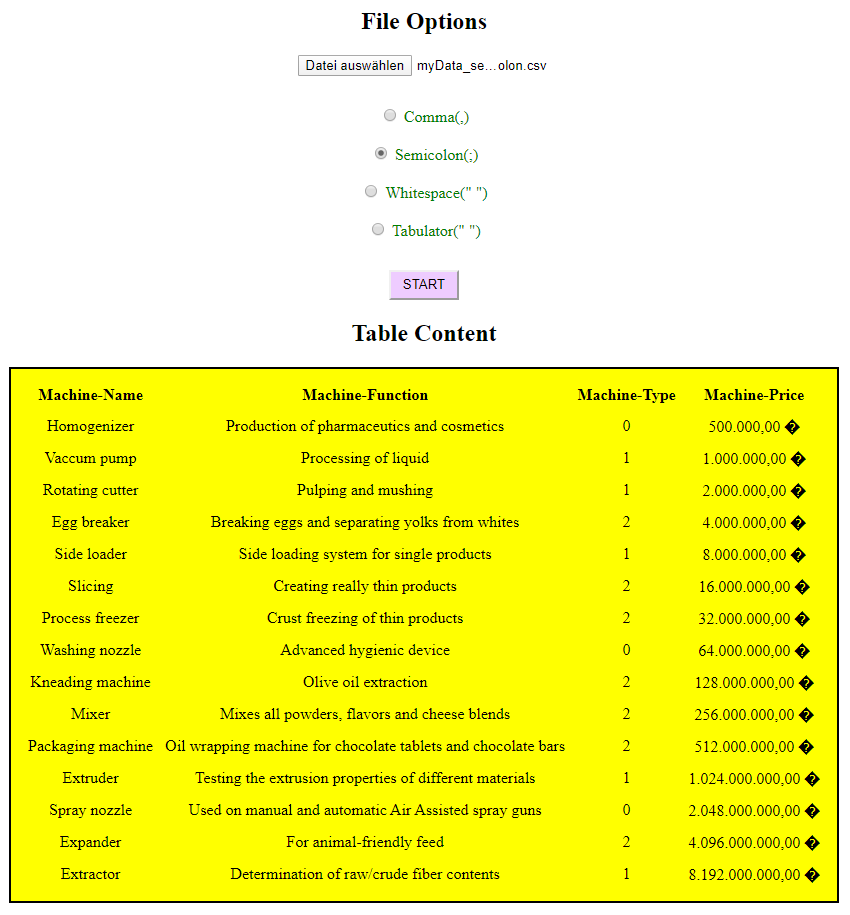 File Options
Datei auswählen myData_se...olon.csv
Comma(,)
Semicolon(;)
Whitespace(" ")
Tabulator(" ")
START
Table Content
Machine-Name Machine-Function Machine-Type Machine-Price
Homogenizer Production of pharmaceutics and cosmetics 0 500.000,00 �
Vaccum pump Processing of liquid 1 1.000.000,00 �
Rotating cutter Pulping and mushing 1 2.000.000,00 �
Egg breaker Breaking eggs and separating yolks from whites 2 4.000.000,00 �
Side loader Side loading system for single products 1 8.000.000,00 �
Slicing Creating really thin products 2 16.000.000,00 �
Process freezer Crust freezing of thin products 2 32.000.000,00 �
Washing nozzle Advanced hygienic device 0 64.000.000,00 �
Kneading machine Olive oil extraction 2 128.000.000,00 �
Mixer Mixes all powders, flavors and cheese blends 2 256.000.000,00 �
Packaging machine Oil wrapping machine for chocolate tablets and chocolate bars 2 512.000.000,00 �
Extruder Testing the extrusion properties of different materials 1 1.024.000.000,00 �
Spray nozzle Used on manual and automatic Air Assisted spray guns 0 2.048.000.000,00 �
Expander For animal-friendly feed 2 4.096.000.000,00 �
Extractor Determination of raw/crude fiber contents 1 8.192.000.000,00 �